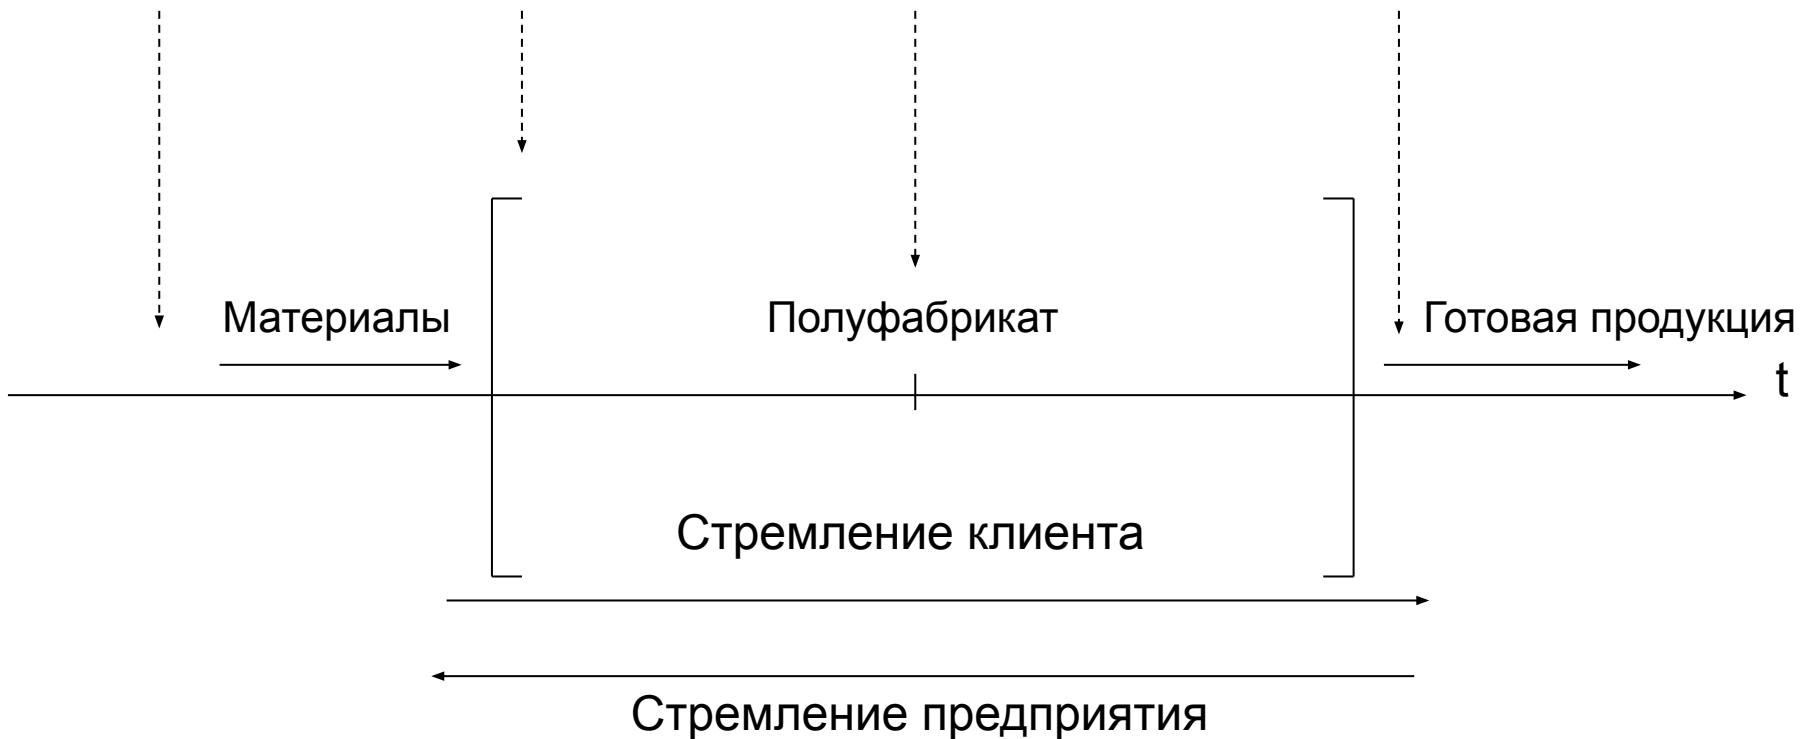 Материалы
Полуфабрикат
Готовая продукция
t
Стремление клиента
Стремление предприятия